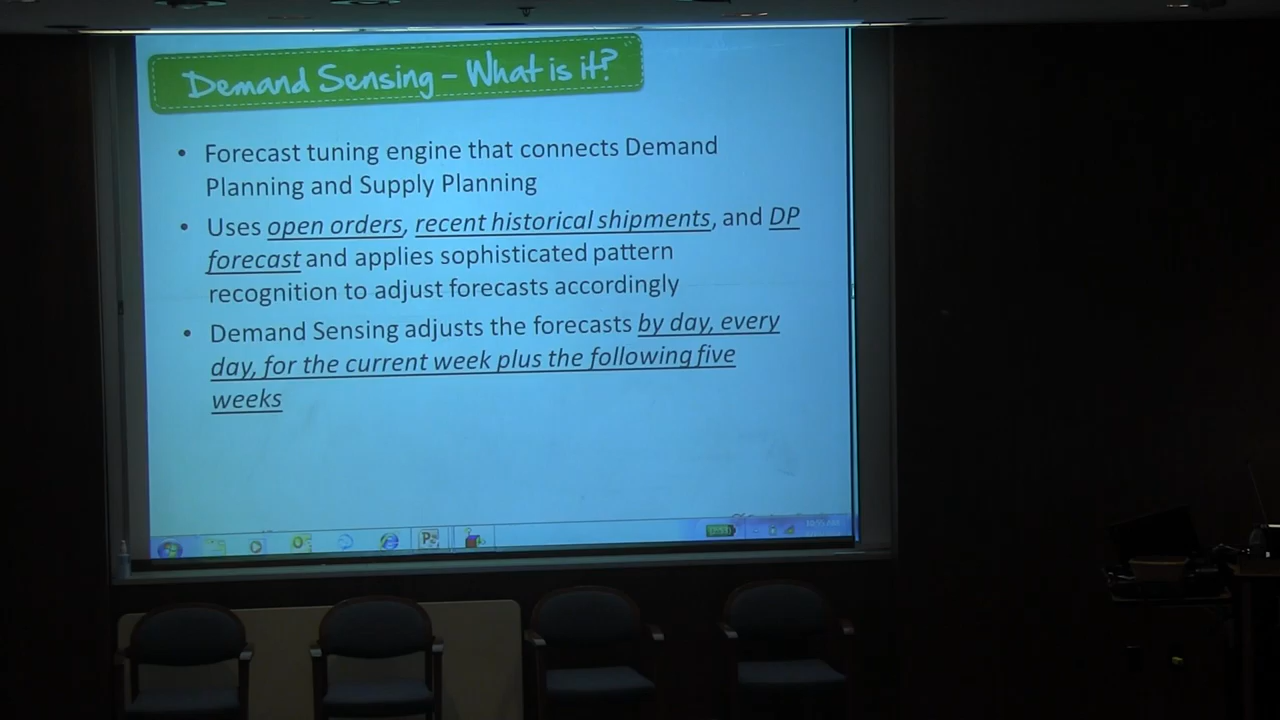 Demand Sensing – What is it?
• Forecast tuning engine that connects Demand
Planning and Supply Planning
• Uses open orders, recent historical shipments, and DP
forecast and applies sophisticated pattern
recognition to adjust forecasts accordingly
• Demand Sensing adjusts the forecasts by day, every
day, for the current week plus the following five
weeks